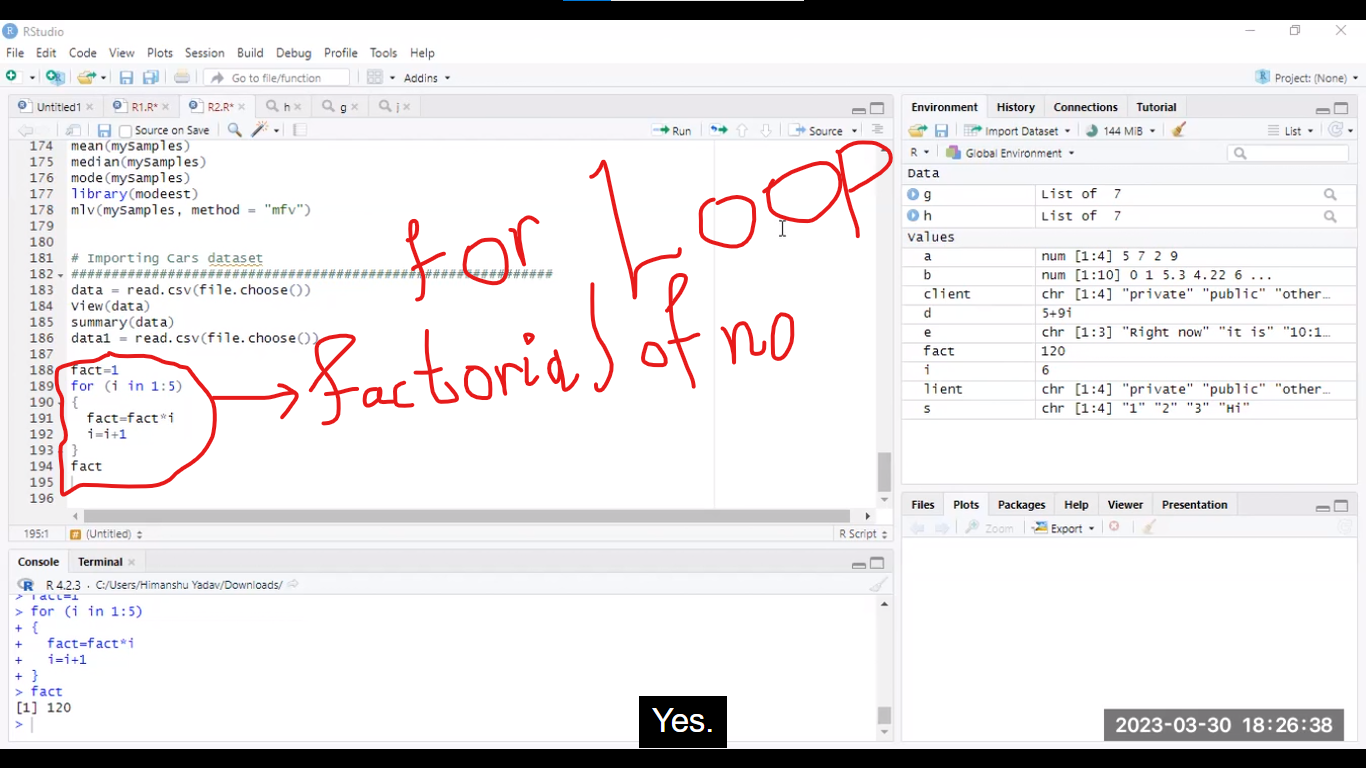 RStudio
File Edit Code View Plots Session Build Debug Profile Tools Help
Go to file/function Addins Project: (None)
Untitled1 R1.R* R2.R* h g j
Source on Save Run Source
174 mean(mySamples)
175 median(mySamples)
176 mode(mySamples)
177 library(modeest)
178 mlv(mySamples, method = "mfv")
179
180
181 # Importing Cars dataset
182 ############################################################
183 data = read.csv(file.choose())
184 View(data)
185 summary(data)
186 data1 = read.csv(file.choose())
187
188 fact=1
189 for (i in 1:5)
190 {
191 fact=fact*i
192 i=i+1
193 }
194 fact
195
196
for LOOP
factorial of no
195:1 (Untitled) R Script
Console Terminal
R 4.2.3 · C:/Users/Himanshu Yadav/Downloads/
> fact=1
> for (i in 1:5)
+ {
+ fact=fact*i
+ i=i+1
+ }
> fact
[1] 120
>
Environment History Connections Tutorial
Import Dataset 144 MiB List
R Global Environment
Data
g List of 7
h List of 7
Values
a num [1:4] 5 7 2 9
b num [1:10] 0 1 5.3 4.22 6 ...
client chr [1:4] "private" "public" "other…
d 5+9i
e chr [1:3] "Right now" "it is" "10:1…
fact 120
i 6
lient chr [1:4] "private" "public" "other…
s chr [1:4] "1" "2" "3" "Hi"
Files Plots Packages Help Viewer Presentation
Zoom Export
Yes.
2023-03-30 18:26:38